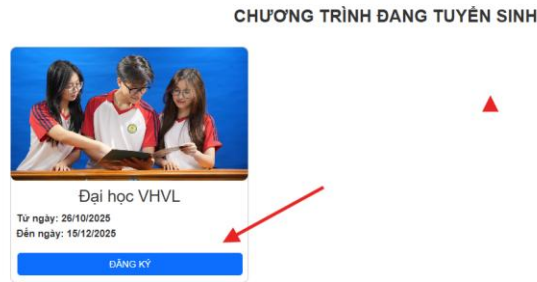 CHƯƠNG TRÌNH ĐANG TUYỂN SINH
Đại học VHVL
Từ ngày: 26/10/2025
Đến ngày: 15/12/2025
ĐĂNG KÝ